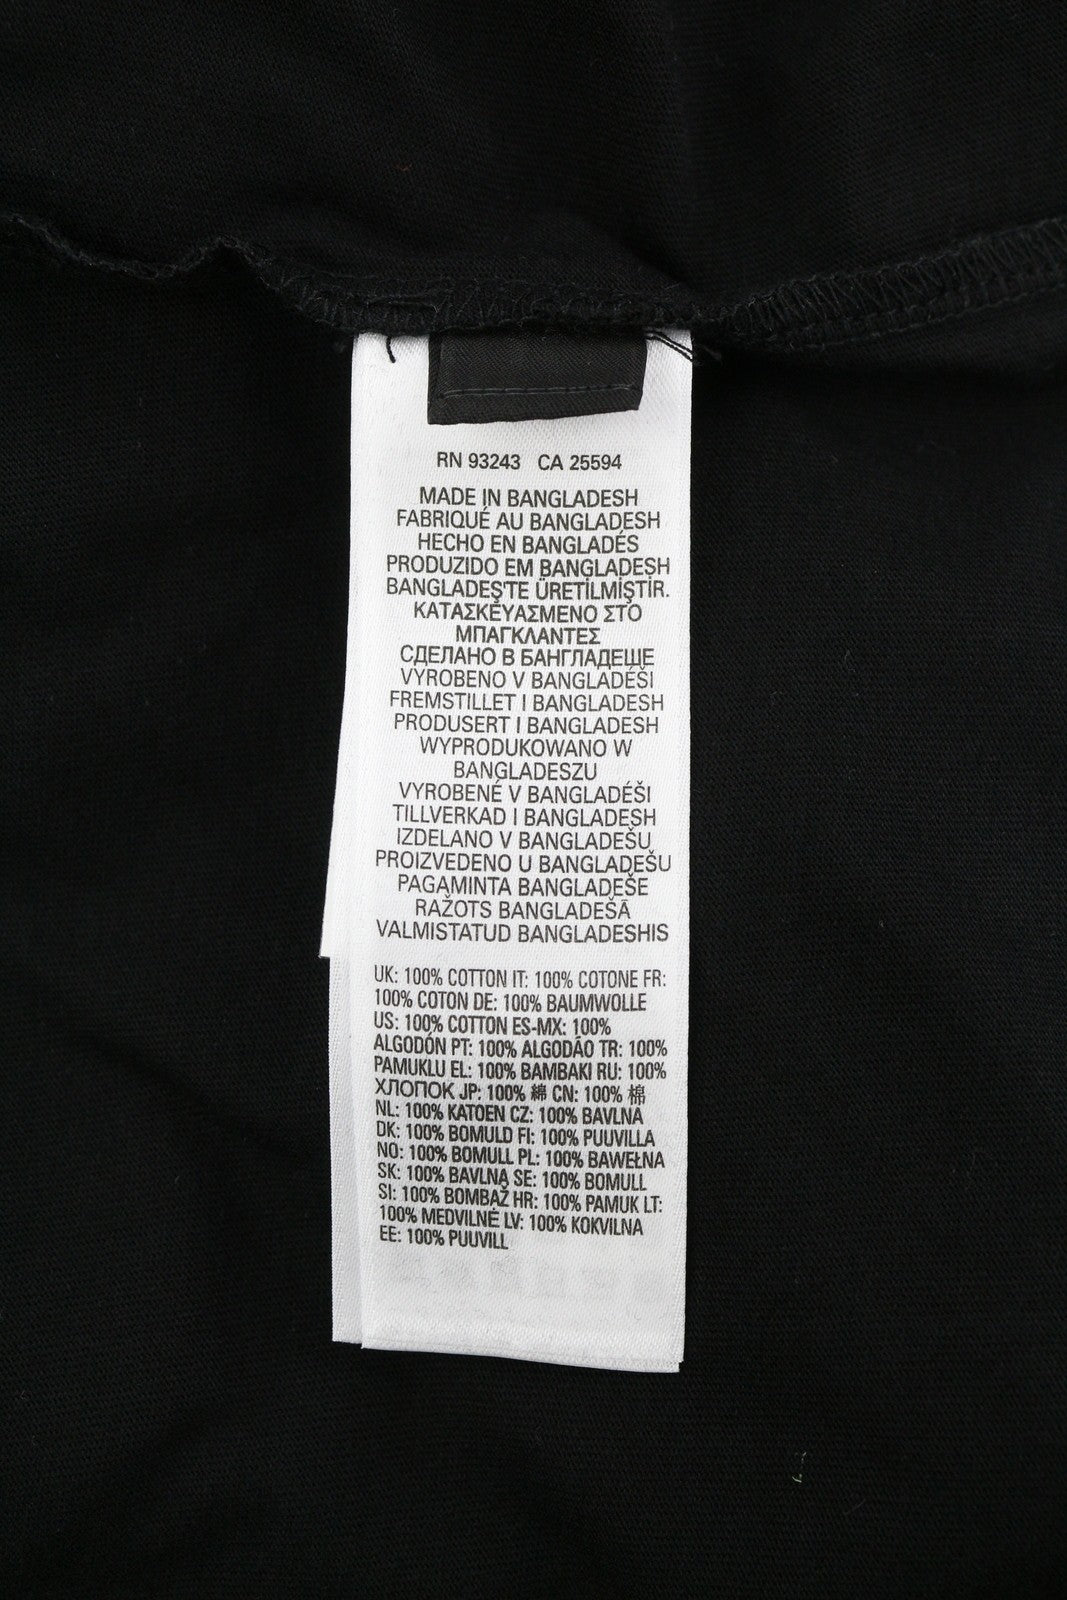 RN 93243 CA 25594
MADE IN BANGLADESH
FABRIQUÉ AU BANGLADESH
HECHO EN BANGLADÉS
PRODUZIDO EM BANGLADESH
BANGLADEŞ'TE ÜRETİLMİŞTİR.
ΚΑΤΑΣΚΕΥΑΣΜΕΝΟ ΣΤΟ
ΜΠΑΓΚΛΑΝΤΕΣ
СДЕЛАНО В БАНГЛАДЕШЕ
VYROBENO V BANGLADÉŠI
FREMSTILLET I BANGLADESH
PRODUSERT I BANGLADESH
WYPRODUKOWANO W
BANGLADESZU
VYROBENÉ V BANGLADÉŠI
TILLVERKAD I BANGLADESH
IZDELANO V BANGLADEŠU
PROIZVEDENO U BANGLADEŠU
PAGAMINTA BANGLADEŠE
RAŽOTS BANGLADEŠĀ
VALMISTATUD BANGLADESHIS
UK: 100% COTTON IT: 100% COTONE FR:
100% COTON DE: 100% BAUMWOLLE
US: 100% COTTON ES-MX: 100%
ALGODÓN PT: 100% ALGODÃO TR: 100%
PAMUKLU EL: 100% ΒΑΜΒΑΚΙ RU: 100%
ХЛОПОК JP: 100% 綿 CN: 100% 棉
NL: 100% KATOEN CZ: 100% BAVLNA
DK: 100% BOMULD FI: 100% PUUVILLA
NO: 100% BOMULL PL: 100% BAWEŁNA
SK: 100% BAVLNA SE: 100% BOMULL
SI: 100% BOMBAŽ HR: 100% PAMUK LT:
100% MEDVILNĖ LV: 100% KOKVILNA
EE: 100% PUUVILL